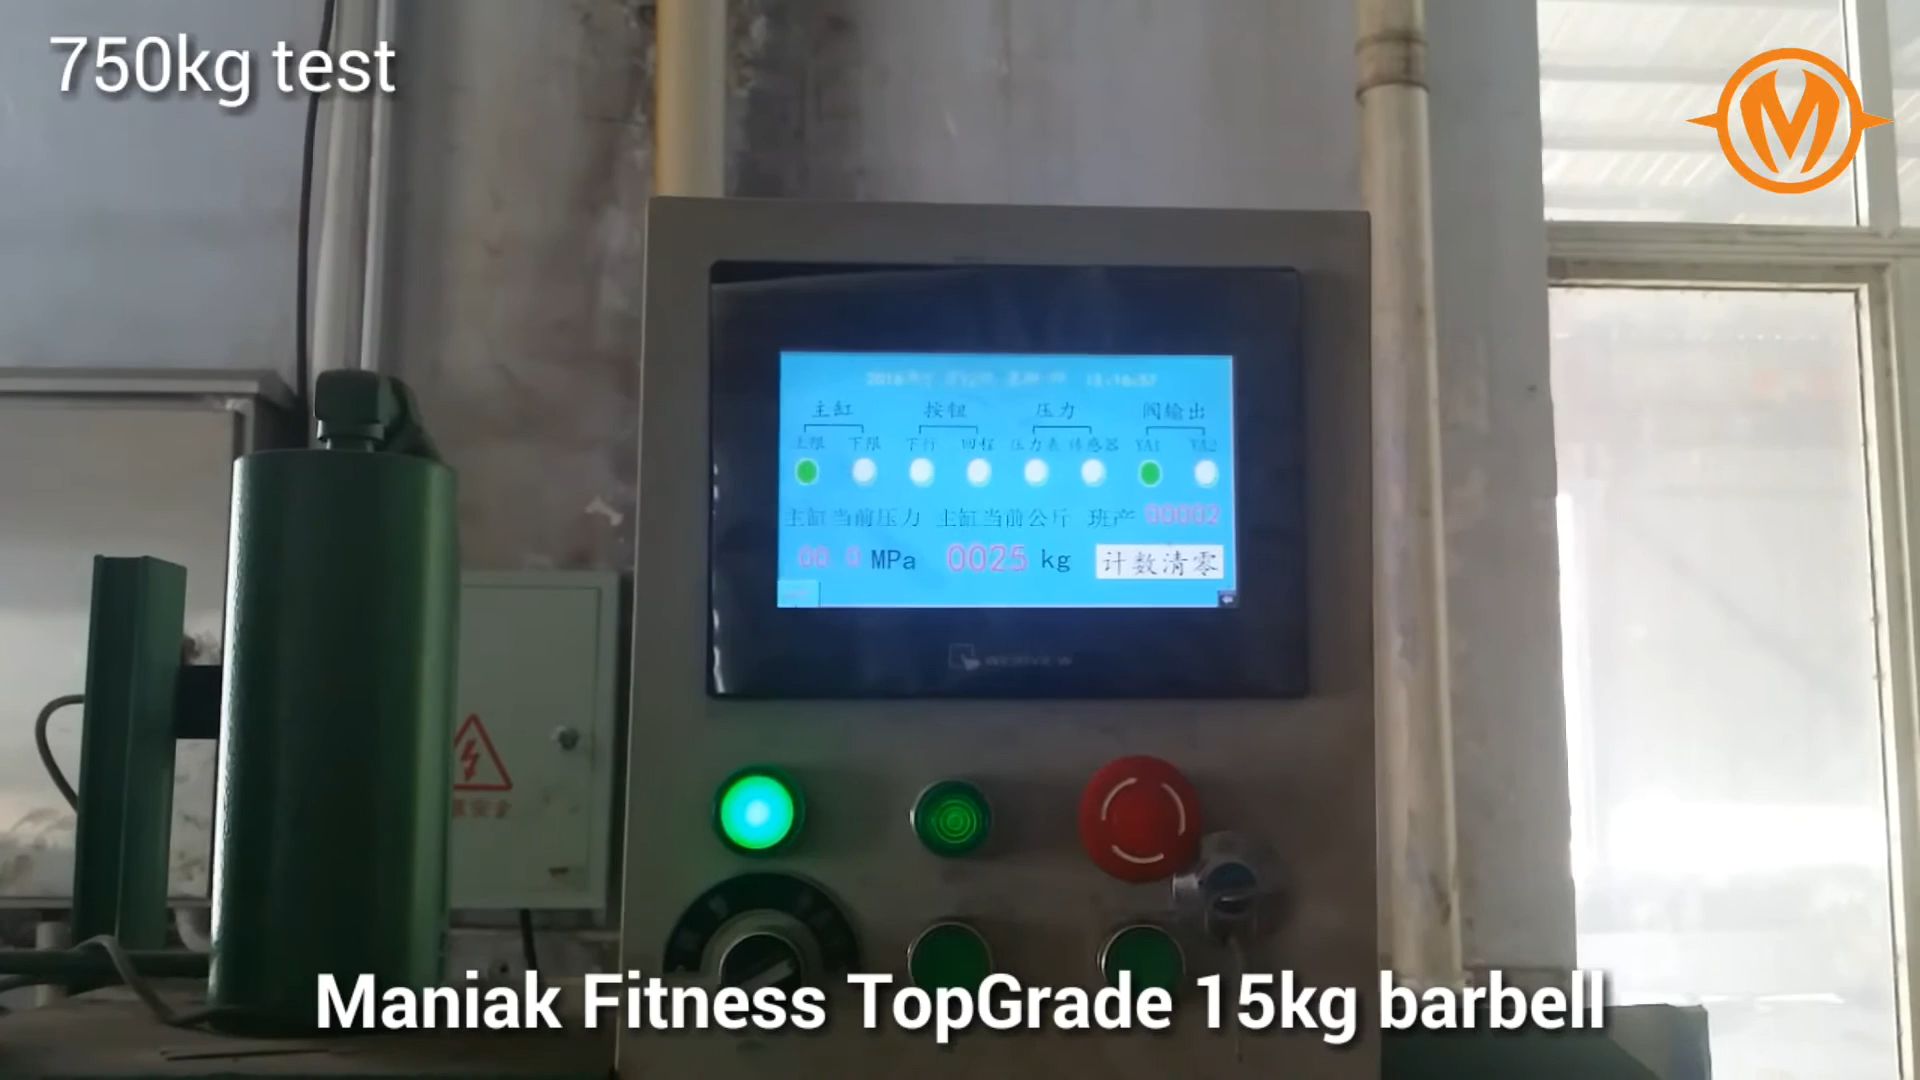 750kg test
主缸 按钮 压力 阀输出
上限 下限 下行 回程 压力表 传感器 YA1 YA2
主缸当前压力 主缸当前公斤 班产 00002
00.0 MPa 0025 kg 计数清零
Maniak Fitness TopGrade 15kg barbell